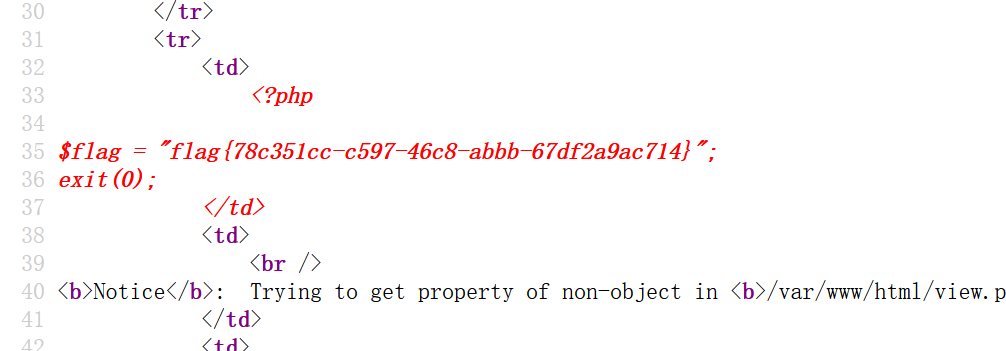 30 </tr>
31 <tr>
32 <td>
33 <?php
34
35 $flag = "flag{78c351cc-c597-46c8-abbb-67df2a9ac714}";
36 exit(0);
37 </td>
38 <td>
39 <br />
40 <b>Notice</b>:  Trying to get property of non-object in <b>/var/www/html/view.p
41 </td>
42 <td>